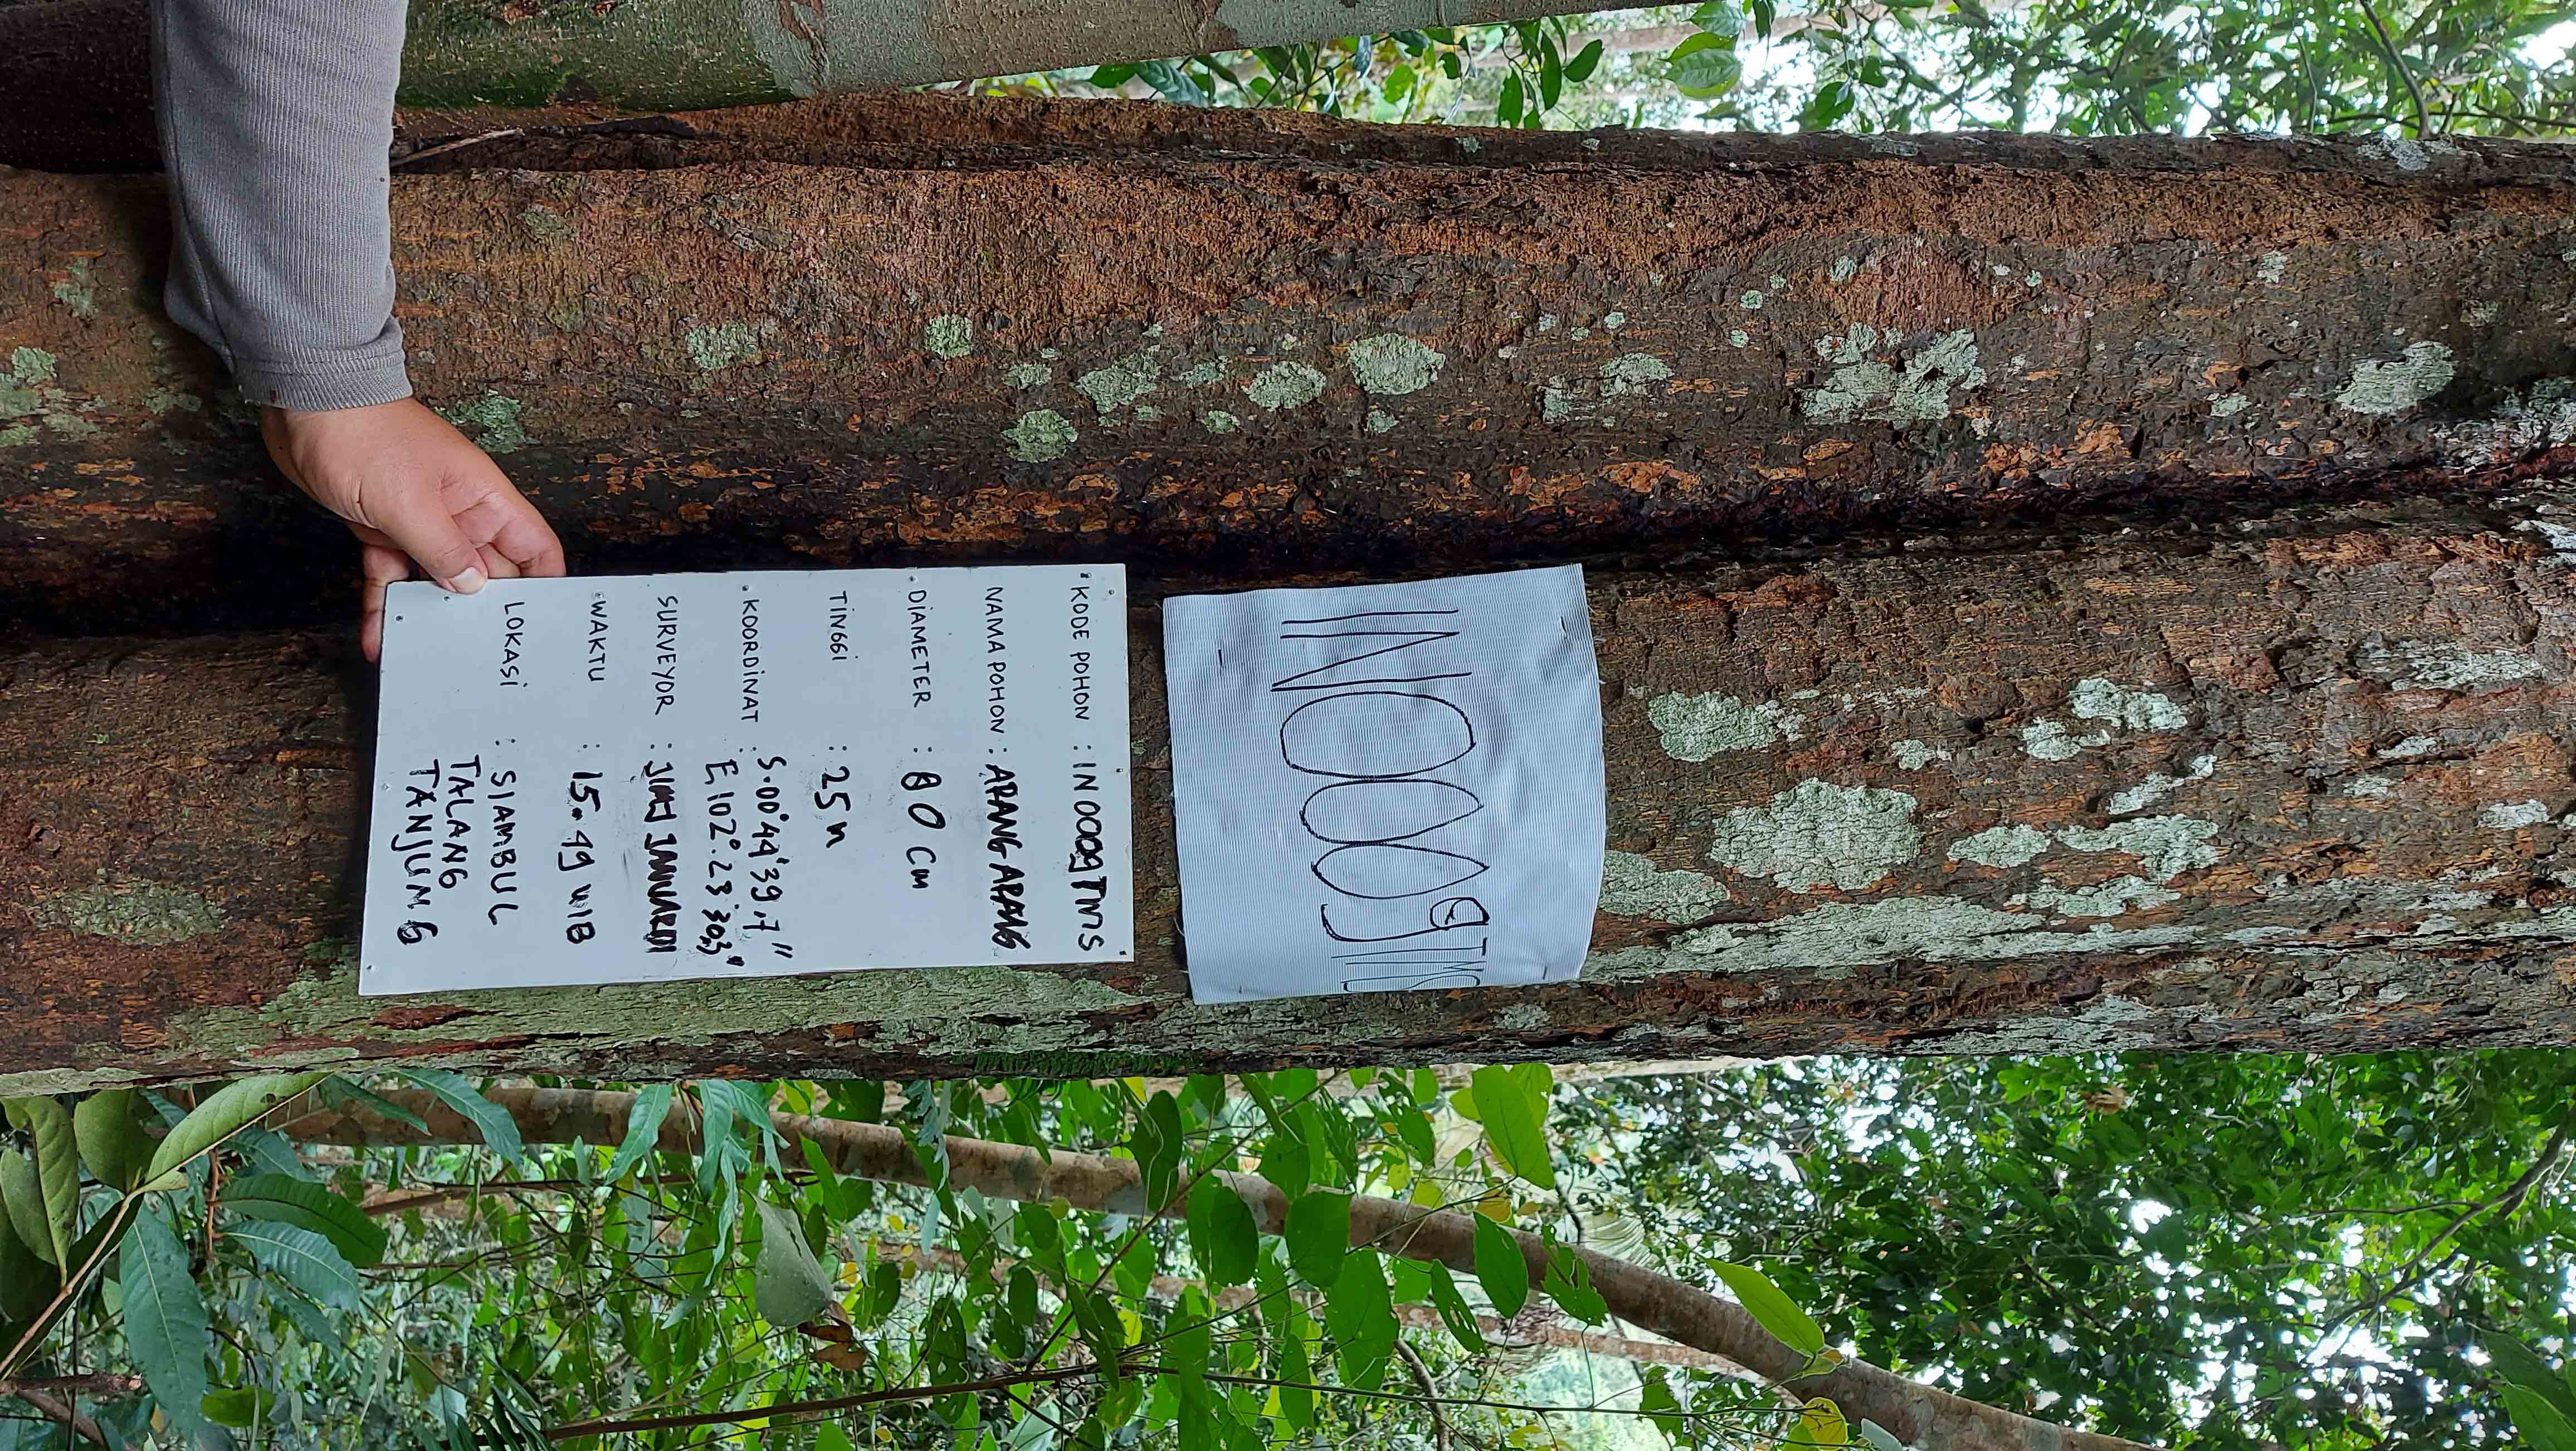 IN0009TMS
KODE POHON : IN0009TMS
NAMA POHON : ARANG ARANG
DIAMETER : 80 cm
TINGGI : 25 m
KOORDINAT : S.00°44'39,7"
E 102°.23'30,3"
SURVEYOR : JANUARDI
WAKTU : 15.49 WIB
LOKASI : SIAMBUL
TALANG
TANJUNG